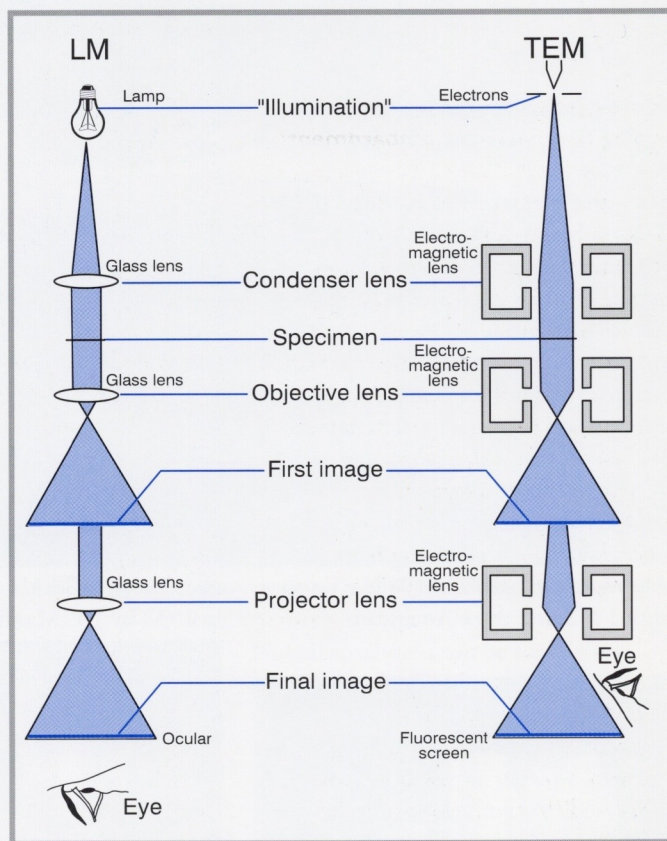 LM
TEM
Lamp
"Illumination"
Electrons
Glass lens
Condenser lens
Electro-
magnetic
lens
Specimen
Glass lens
Objective lens
Electro-
magnetic
lens
First image
Glass lens
Projector lens
Electro-
magnetic
lens
Eye
Final image
Ocular
Fluorescent
screen
Eye